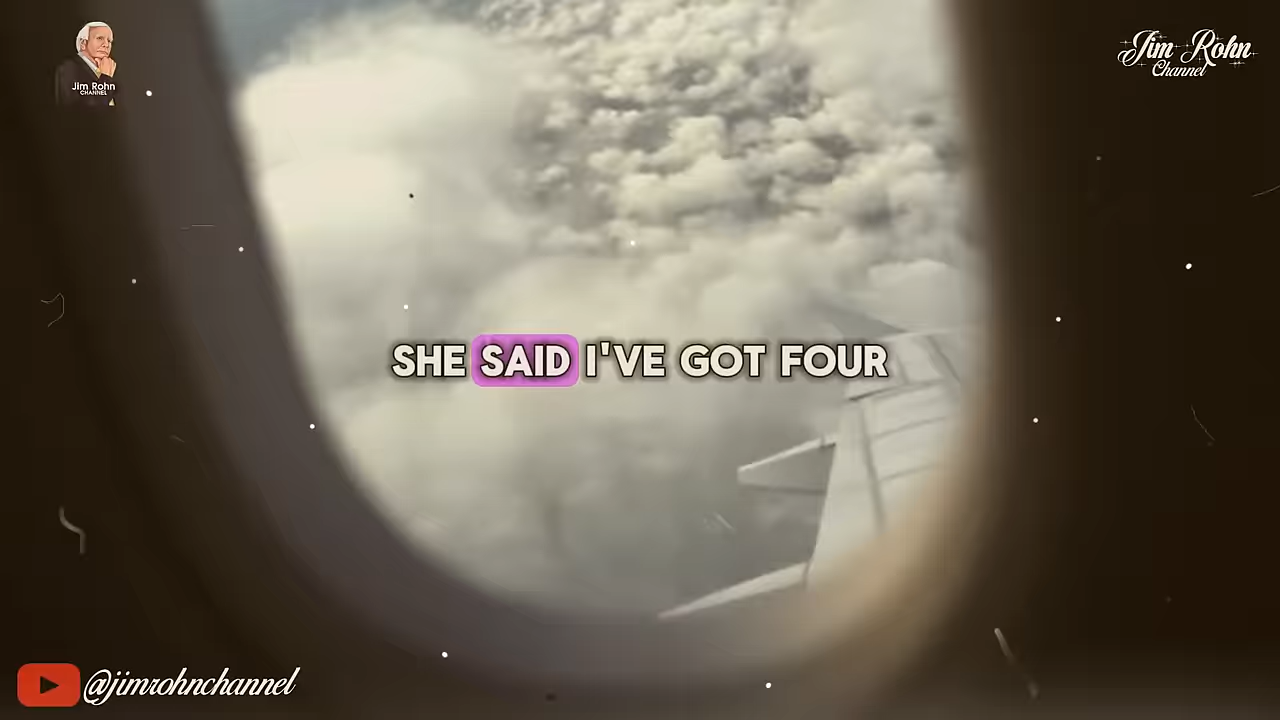 Jim Rohn
CHANNEL
Jim Rohn
Channel
SHE SAID I'VE GOT FOUR
@jimrohnchannel